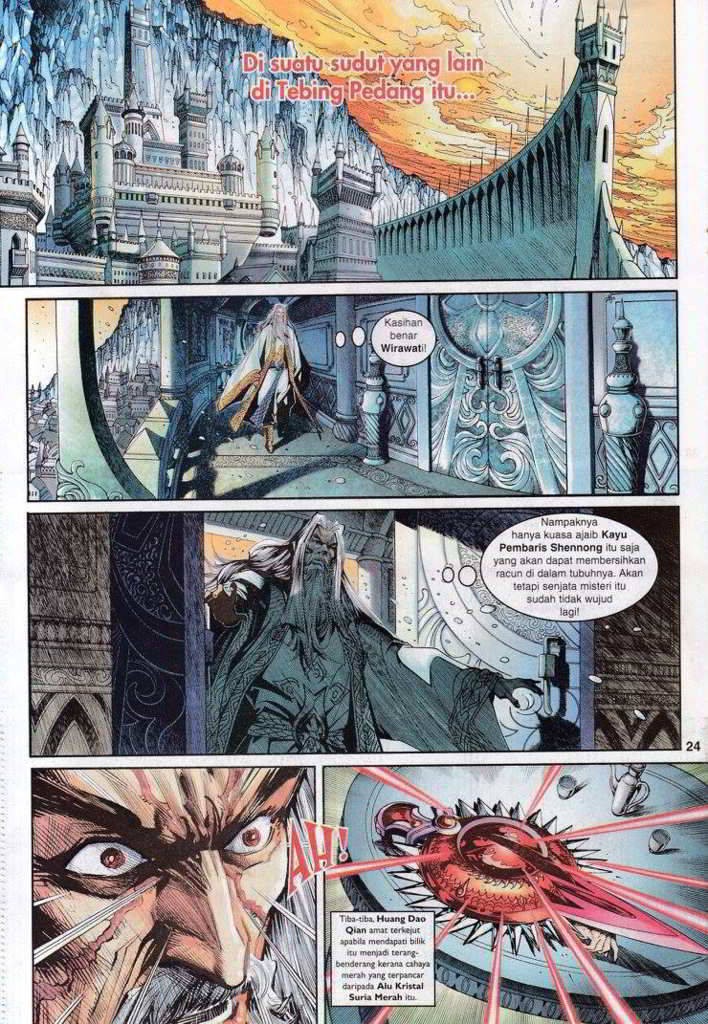 Di suatu sudut yang lain
di Tebing Pedang itu...
Kasihan
benar
Wirawati!
Nampaknya
hanya kuasa ajaib Kayu
Pembaris Shennong itu saja
yang akan dapat membersihkan
racun di dalam tubuhnya. Akan
tetapi senjata misteri itu
sudah tidak wujud
lagi!
24
AH!
Tiba-tiba, Huang Dao
Qian amat terkejut
apabila mendapati bilik
itu menjadi terang-
benderang kerana cahaya
merah yang terpancar
daripada Alu Kristal
Suria Merah itu.